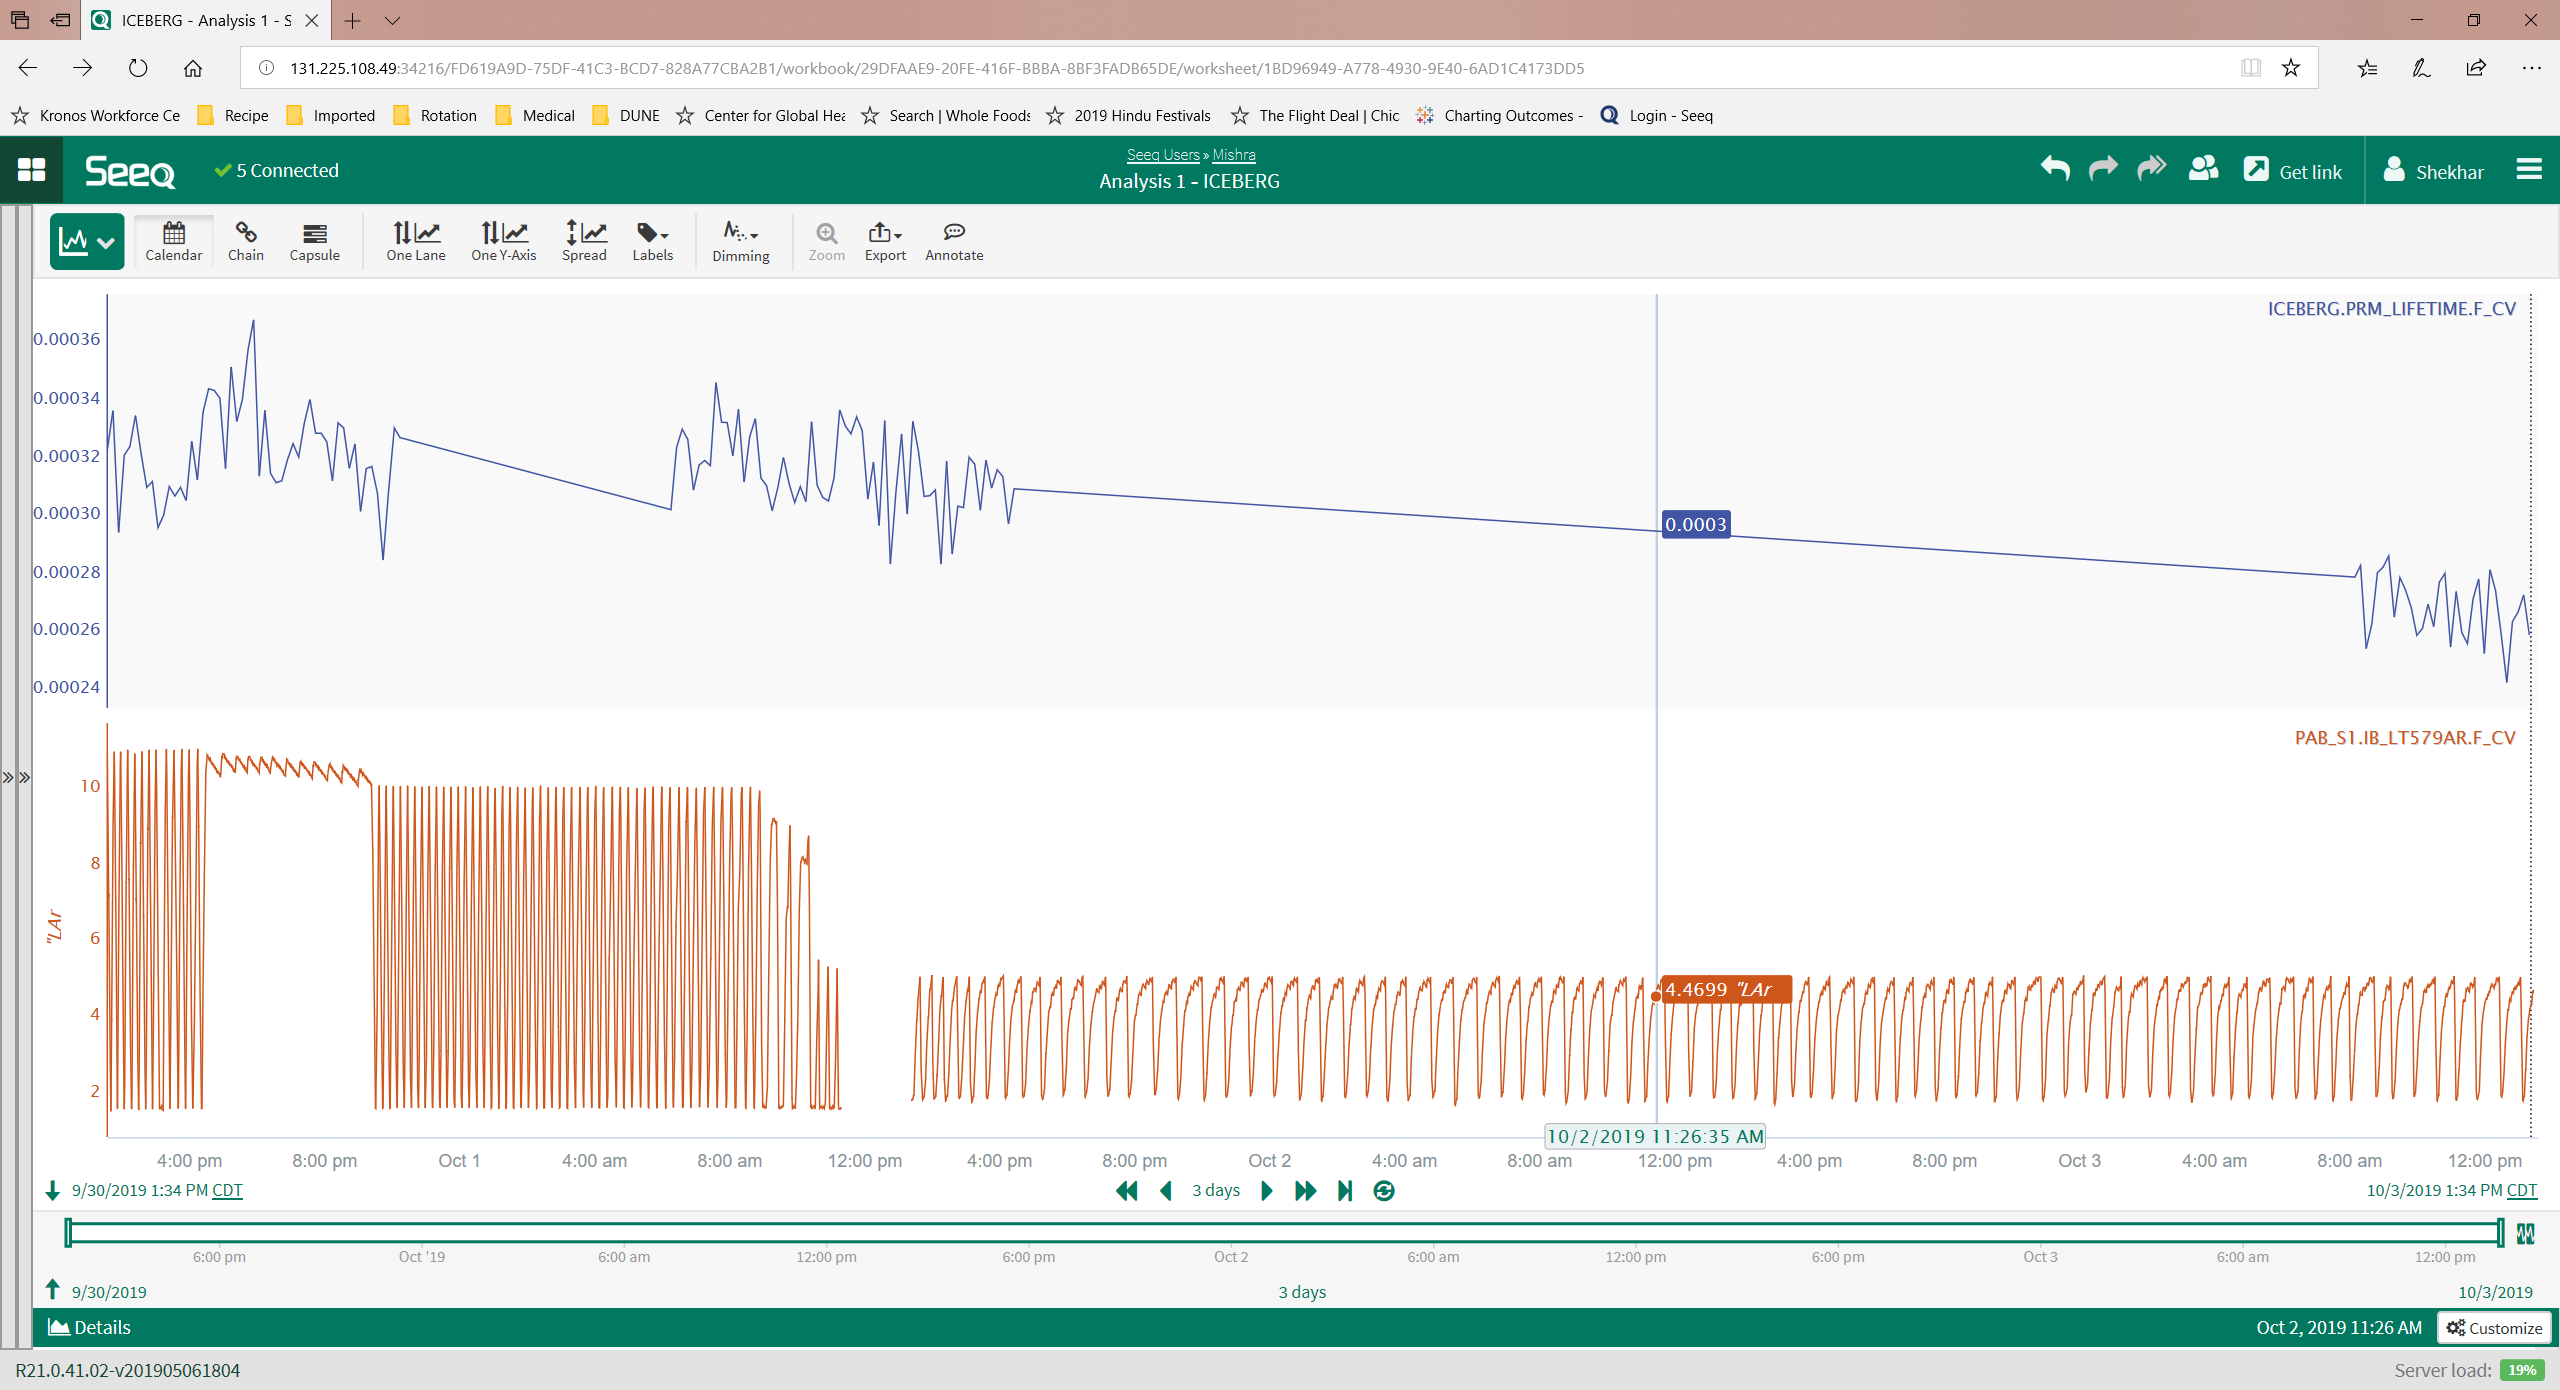 ICEBERG - Analysis 1 - S
131.225.108.49:34216/FD619A9D-75DF-41C3-BCD7-828A77CBA2B1/workbook/29DFAAE9-20FE-416F-BBBA-8BF3FADB65DE/worksheet/1BD96949-A778-4930-9E40-6AD1C4173DD5
Kronos Workforce Ce Recipe Imported Rotation Medical DUNE Center for Global Hea Search | Whole Foods 2019 Hindu Festivals The Flight Deal | Chic Charting Outcomes - Login - Seeq
Seeq 5 Connected
Seeq Users » Mishra
Analysis 1 - ICEBERG
Get link Shekhar
Calendar Chain Capsule One Lane One Y-Axis Spread Labels Dimming Zoom Export Annotate
ICEBERG.PRM_LIFETIME.F_CV
0.00036
0.00034
0.00032
0.00030
0.0003
0.00028
0.00026
0.00024
PAB_S1.IB_LT579AR.F_CV
10
8
6
"LAr
4.4699 "LAr
4
2
10/2/2019 11:26:35 AM
4:00 pm 8:00 pm Oct 1 4:00 am 8:00 am 12:00 pm 4:00 pm 8:00 pm Oct 2 4:00 am 8:00 am 12:00 pm 4:00 pm 8:00 pm Oct 3 4:00 am 8:00 am 12:00 pm
9/30/2019 1:34 PM CDT 3 days 10/3/2019 1:34 PM CDT
6:00 pm Oct '19 6:00 am 12:00 pm 6:00 pm Oct 2 6:00 am 12:00 pm 6:00 pm Oct 3 6:00 am 12:00 pm
9/30/2019 3 days 10/3/2019
Details Oct 2, 2019 11:26 AM Customize
R21.0.41.02-v201905061804 Server load: 19%